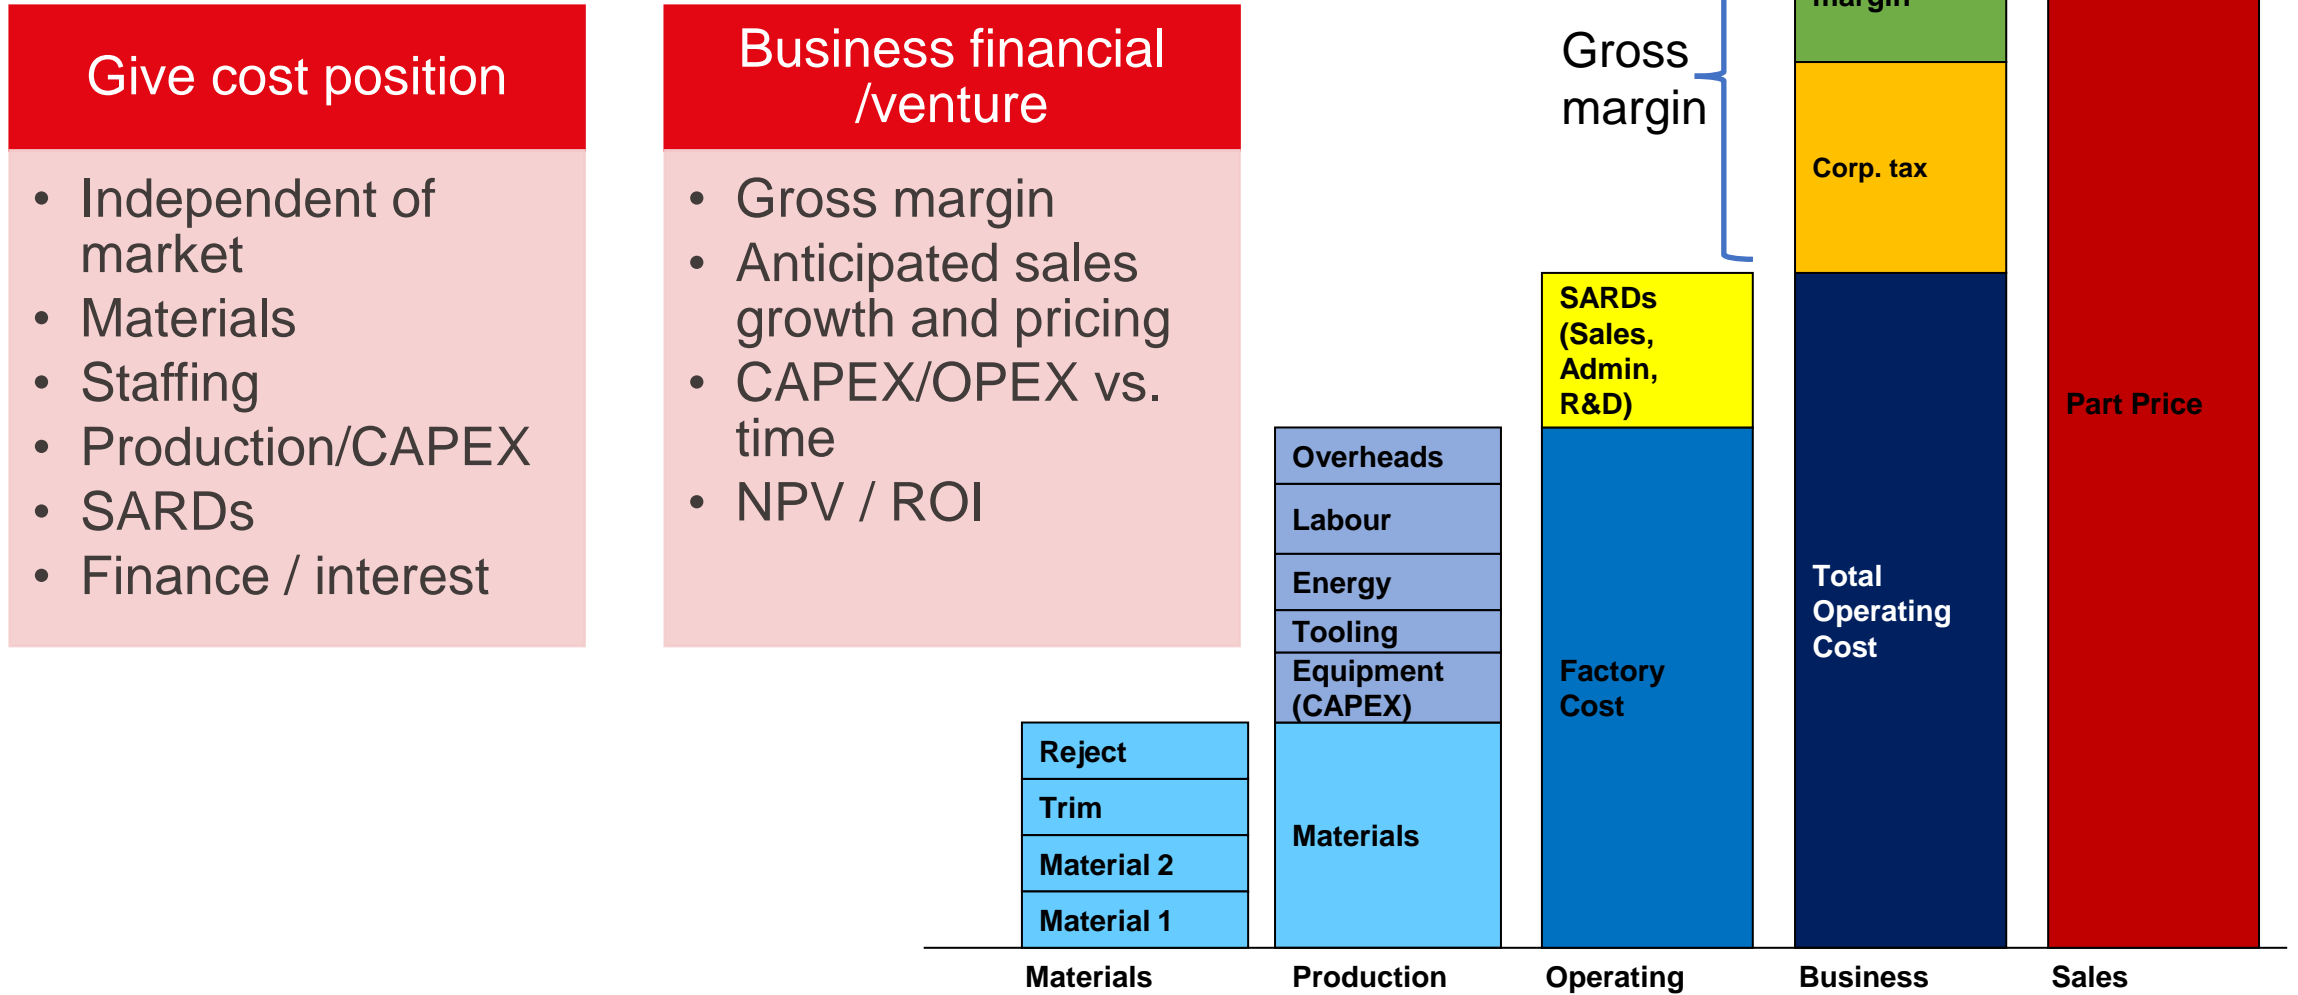 Give cost position
• Independent of
market
• Materials
• Staffing
• Production/CAPEX
• SARDs
• Finance / interest
Business financial
/venture
• Gross margin
• Anticipated sales
growth and pricing
• CAPEX/OPEX vs.
time
• NPV / ROI
Gross
margin
Reject
Trim
Material 2
Material 1
Materials
Overheads
Labour
Energy
Tooling
Equipment
(CAPEX)
Materials
Production
SARDs
(Sales,
Admin,
R&D)
Factory
Cost
Operating
margin
Corp. tax
Total
Operating
Cost
Business
Part Price
Sales